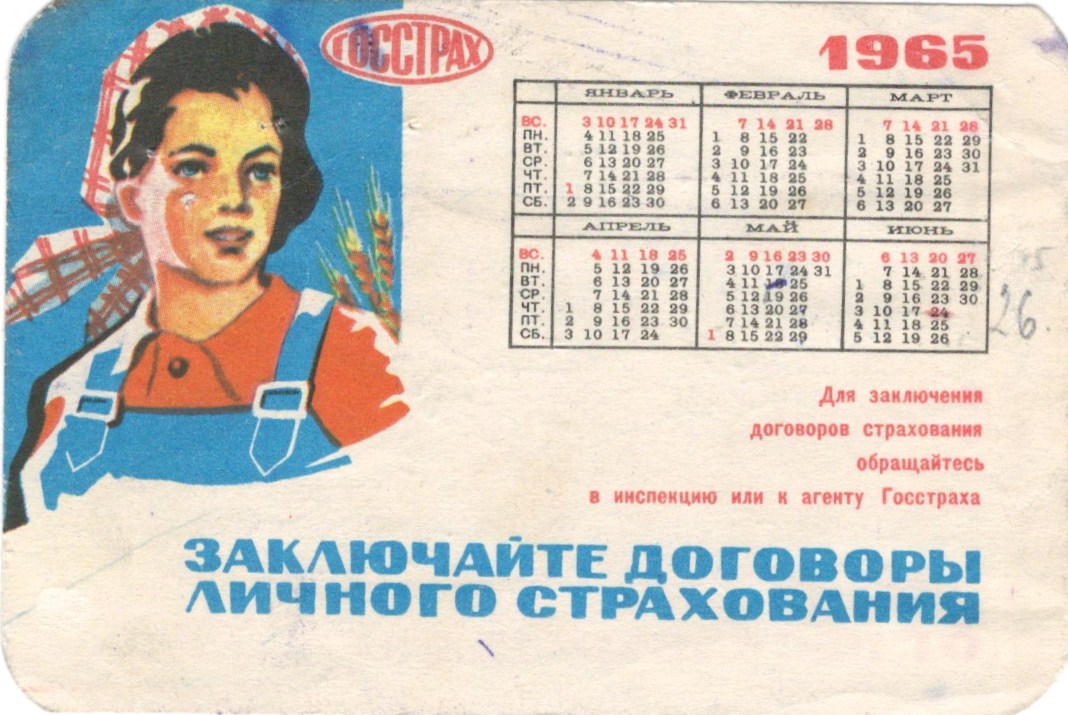 ГОССТРАХ
1965
ЯНВАРЬ ФЕВРАЛЬ МАРТ
ВС. 3 10 17 24 31 7 14 21 28 7 14 21 28
ПН. 4 11 18 25 1 8 15 22 1 8 15 22 29
ВТ. 5 12 19 26 2 9 16 23 2 9 16 23 30
СР. 6 13 20 27 3 10 17 24 3 10 17 24 31
ЧТ. 7 14 21 28 4 11 18 25 4 11 18 25
ПТ. 1 8 15 22 29 5 12 19 26 5 12 19 26
СБ. 2 9 16 23 30 6 13 20 27 6 13 20 27
АПРЕЛЬ МАЙ ИЮНЬ
ВС. 4 11 18 25 2 9 16 23 30 6 13 20 27
ПН. 5 12 19 26 3 10 17 24 31 7 14 21 28
ВТ. 6 13 20 27 4 11 18 25 1 8 15 22 29
СР. 7 14 21 28 5 12 19 26 2 9 16 23 30
ЧТ. 1 8 15 22 29 6 13 20 27 3 10 17 24
ПТ. 2 9 16 23 30 7 14 21 28 4 11 18 25
СБ. 3 10 17 24 1 8 15 22 29 5 12 19 26
26.
Для заключения
договоров страхования
обращайтесь
в инспекцию или к агенту Госстраха
ЗАКЛЮЧАЙТЕ ДОГОВОРЫ
ЛИЧНОГО СТРАХОВАНИЯ